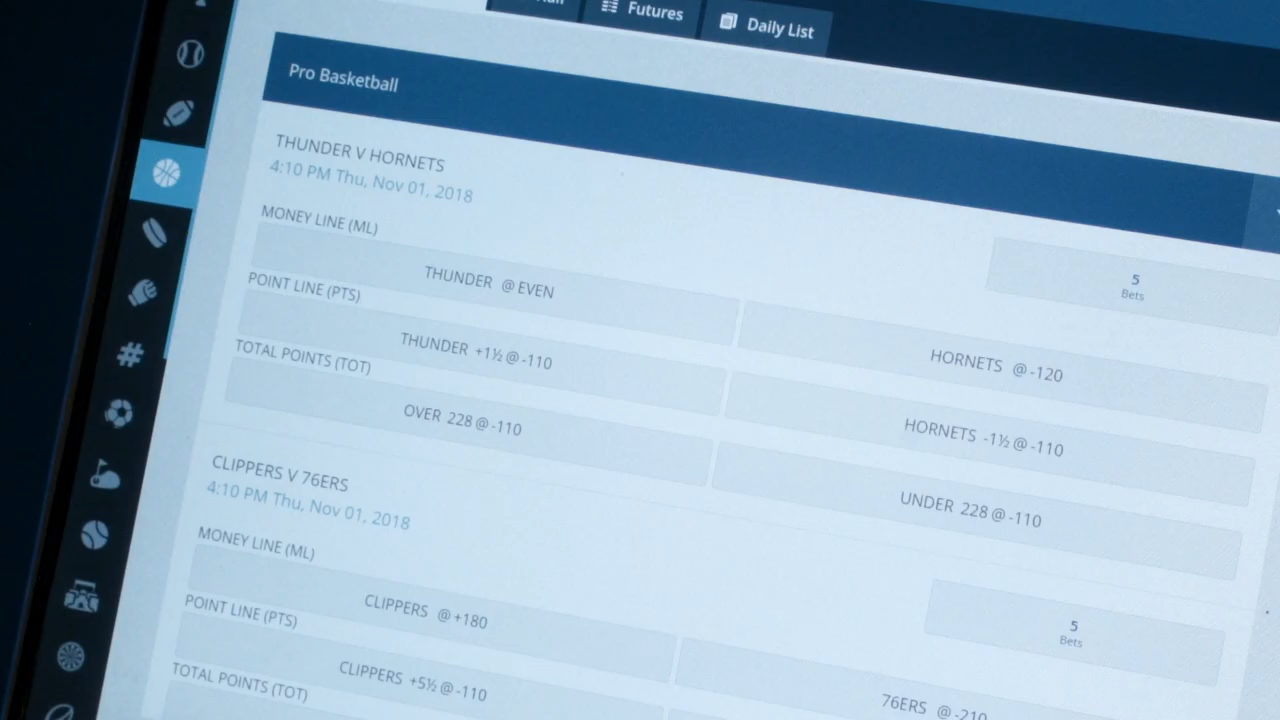 Futures
Daily List
Pro Basketball
THUNDER V HORNETS
4:10 PM Thu, Nov 01, 2018
5
Bets
MONEY LINE (ML)
THUNDER @ EVEN
HORNETS @ -120
POINT LINE (PTS)
THUNDER +1½ @ -110
HORNETS -1½ @ -110
TOTAL POINTS (TOT)
OVER 228 @ -110
UNDER 228 @ -110
CLIPPERS V 76ERS
4:10 PM Thu, Nov 01, 2018
5
Bets
MONEY LINE (ML)
CLIPPERS @ +180
76ERS @ -210
POINT LINE (PTS)
CLIPPERS +5½ @ -110
TOTAL POINTS (TOT)